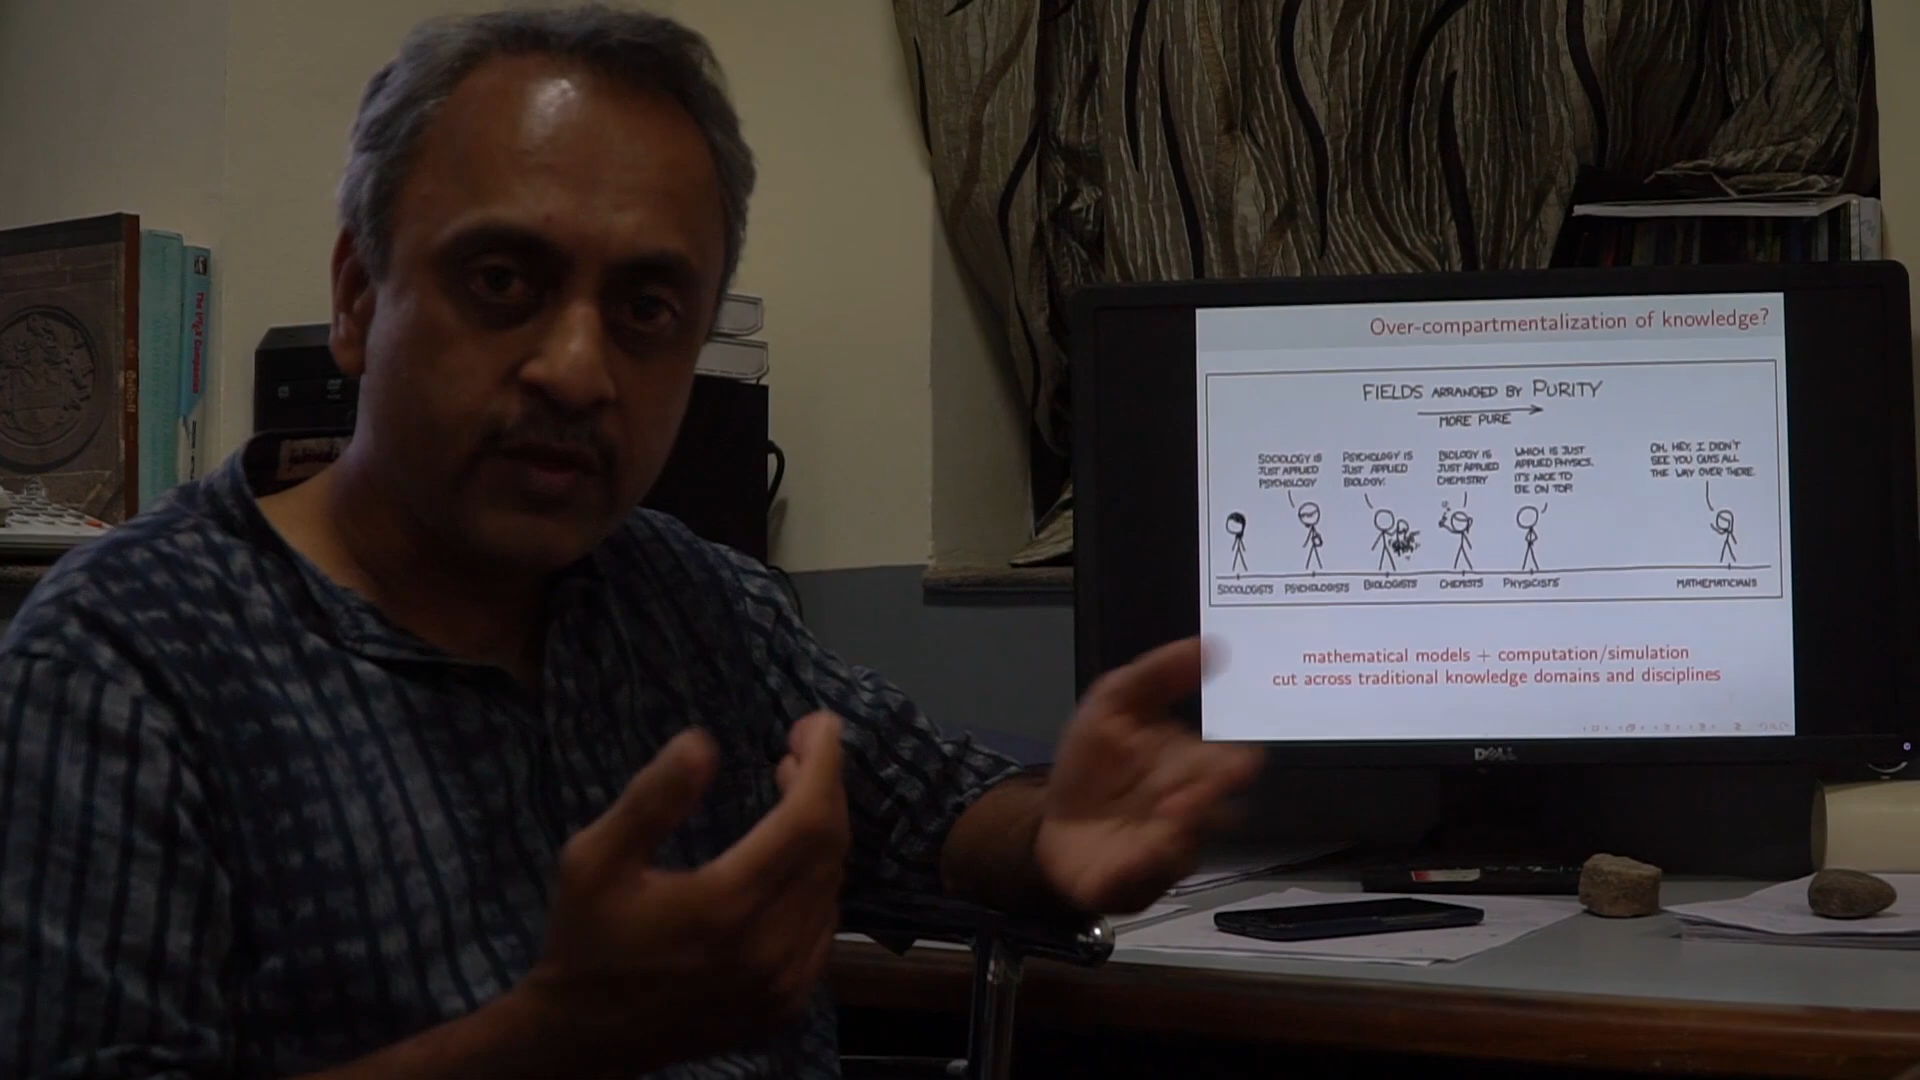 Over-compartmentalization of knowledge?
FIELDS ARRANGED BY PURITY
MORE PURE
SOCIOLOGY IS
JUST APPLIED
PSYCHOLOGY
PSYCHOLOGY IS
JUST APPLIED
BIOLOGY.
BIOLOGY IS
JUST APPLIED
CHEMISTRY
WHICH IS JUST
APPLIED PHYSICS.
IT'S NICE TO
BE ON TOP.
OH, HEY, I DIDN'T
SEE YOU GUYS ALL
THE WAY OVER THERE.
SOCIOLOGISTS
PSYCHOLOGISTS
BIOLOGISTS
CHEMISTS
PHYSICISTS
MATHEMATICIANS
mathematical models + computation/simulation
cut across traditional knowledge domains and disciplines
DELL
The LATEX Companion